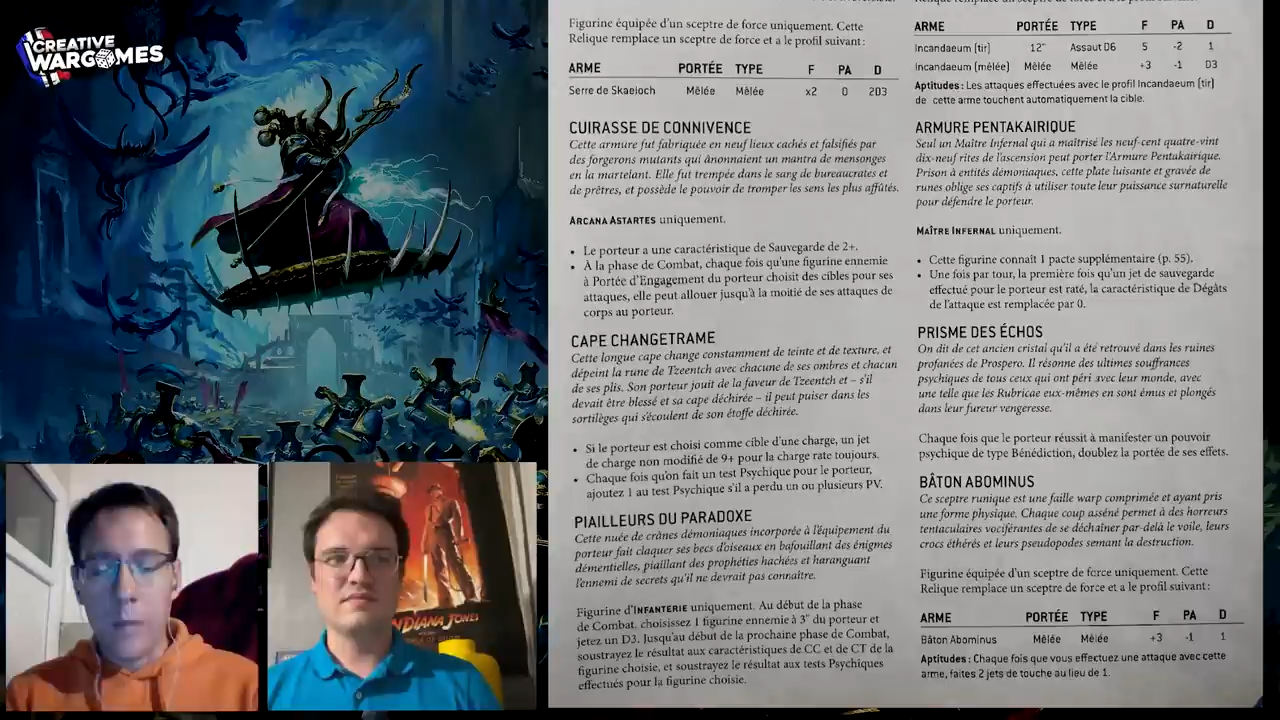 CREATIVE
WARGAMES
INDIANA JONES
Figurine équipée d'un sceptre de force uniquement. Cette
Relique remplace un sceptre de force et a le profil suivant :
ARME PORTÉE TYPE F PA D
Serre de Skaeloch Mêlée Mêlée x2 0 2D3
CUIRASSE DE CONNIVENCE
Cette armure fut fabriquée en neuf lieux cachés et falsifiés par
des forgerons mutants qui ânonnaient un mantra de mensonges
en la martelant. Elle fut trempée dans le sang de bureaucrates et
de prêtres, et possède le pouvoir de tromper les sens les plus affûtés.
ARCANA ASTARTES uniquement.
• Le porteur a une caractéristique de Sauvegarde de 2+.
• À la phase de Combat, chaque fois qu'une figurine ennemie
à Portée d'Engagement du porteur choisit des cibles pour ses
attaques, elle peut allouer jusqu'à la moitié de ses attaques de
corps au porteur.
CAPE CHANGETRAME
Cette longue cape change constamment de teinte et de texture, et
dépeint la rune de Tzeentch avec chacune de ses ombres et chacun
de ses plis. Son porteur jouit de la faveur de Tzeentch et – s'il
devait être blessé et sa cape déchirée – il peut puiser dans les
sortilèges qui s'écoulent de son étoffe déchirée.
• Si le porteur est choisi comme cible d'une charge, un jet
de charge non modifié de 9+ pour la charge rate toujours.
• Chaque fois qu'on fait un test Psychique pour le porteur,
ajoutez 1 au test Psychique s'il a perdu un ou plusieurs PV.
PIAILLEURS DU PARADOXE
Cette nuée de crânes démoniaques incorporée à l'équipement du
porteur fait claquer ses becs d'oiseaux en bafouillant des énigmes
démentielles, piaillant des prophéties hachées et haranguant
l'ennemi de secrets qu'il ne devrait pas connaître.
Figurine d'INFANTERIE uniquement. Au début de la phase
de Combat, choisissez 1 figurine ennemie à 3" du porteur et
jetez un D3. Jusqu'au début de la prochaine phase de Combat,
soustrayez le résultat aux caractéristiques de CC et de CT de la
figurine choisie, et soustrayez le résultat aux tests Psychiques
effectués pour la figurine choisie.
ARME PORTÉE TYPE F PA D
Incandaeum (tir) 12" Assaut D6 5 -2 1
Incandaeum (mêlée) Mêlée Mêlée +3 -1 D3
Aptitudes : Les attaques effectuées avec le profil Incandaeum (tir)
de cette arme touchent automatiquement la cible.
ARMURE PENTAKAIRIQUE
Seul un Maître Infernal qui a maîtrisé les neuf-cent quatre-vint
dix-neuf rites de l'ascension peut porter l'Armure Pentakairique.
Prison à entités démoniaques, cette plate luisante et gravée de
runes oblige ses captifs à utiliser toute leur puissance surnaturelle
pour défendre le porteur.
MAÎTRE INFERNAL uniquement.
• Cette figurine connaît 1 pacte supplémentaire (p. 55).
• Une fois par tour, la première fois qu'un jet de sauvegarde
effectué pour le porteur est raté, la caractéristique de Dégâts
de l'attaque est remplacée par 0.
PRISME DES ÉCHOS
On dit de cet ancien cristal qu'il a été retrouvé dans les ruines
profanées de Prospero. Il résonne des ultimes souffrances
psychiques de tous ceux qui ont péri avec leur monde, avec
une telle que les Rubricae eux-mêmes en sont émus et plongés
dans leur fureur vengeresse.
Chaque fois que le porteur réussit à manifester un pouvoir
psychique de type Bénédiction, doublez la portée de ses effets.
BÂTON ABOMINUS
Ce sceptre runique est une faille warp comprimée et ayant pris
une forme physique. Chaque coup asséné permet à des horreurs
tentaculaires vociférantes de se déchaîner par-delà le voile, leurs
crocs éthérés et leurs pseudopodes semant la destruction.
Figurine équipée d'un sceptre de force uniquement. Cette
Relique remplace un sceptre de force et a le profil suivant :
ARME PORTÉE TYPE F PA D
Bâton Abominus Mêlée Mêlée +3 -1 1
Aptitudes : Chaque fois que vous effectuez une attaque avec cette
arme, faites 2 jets de touche au lieu de 1.